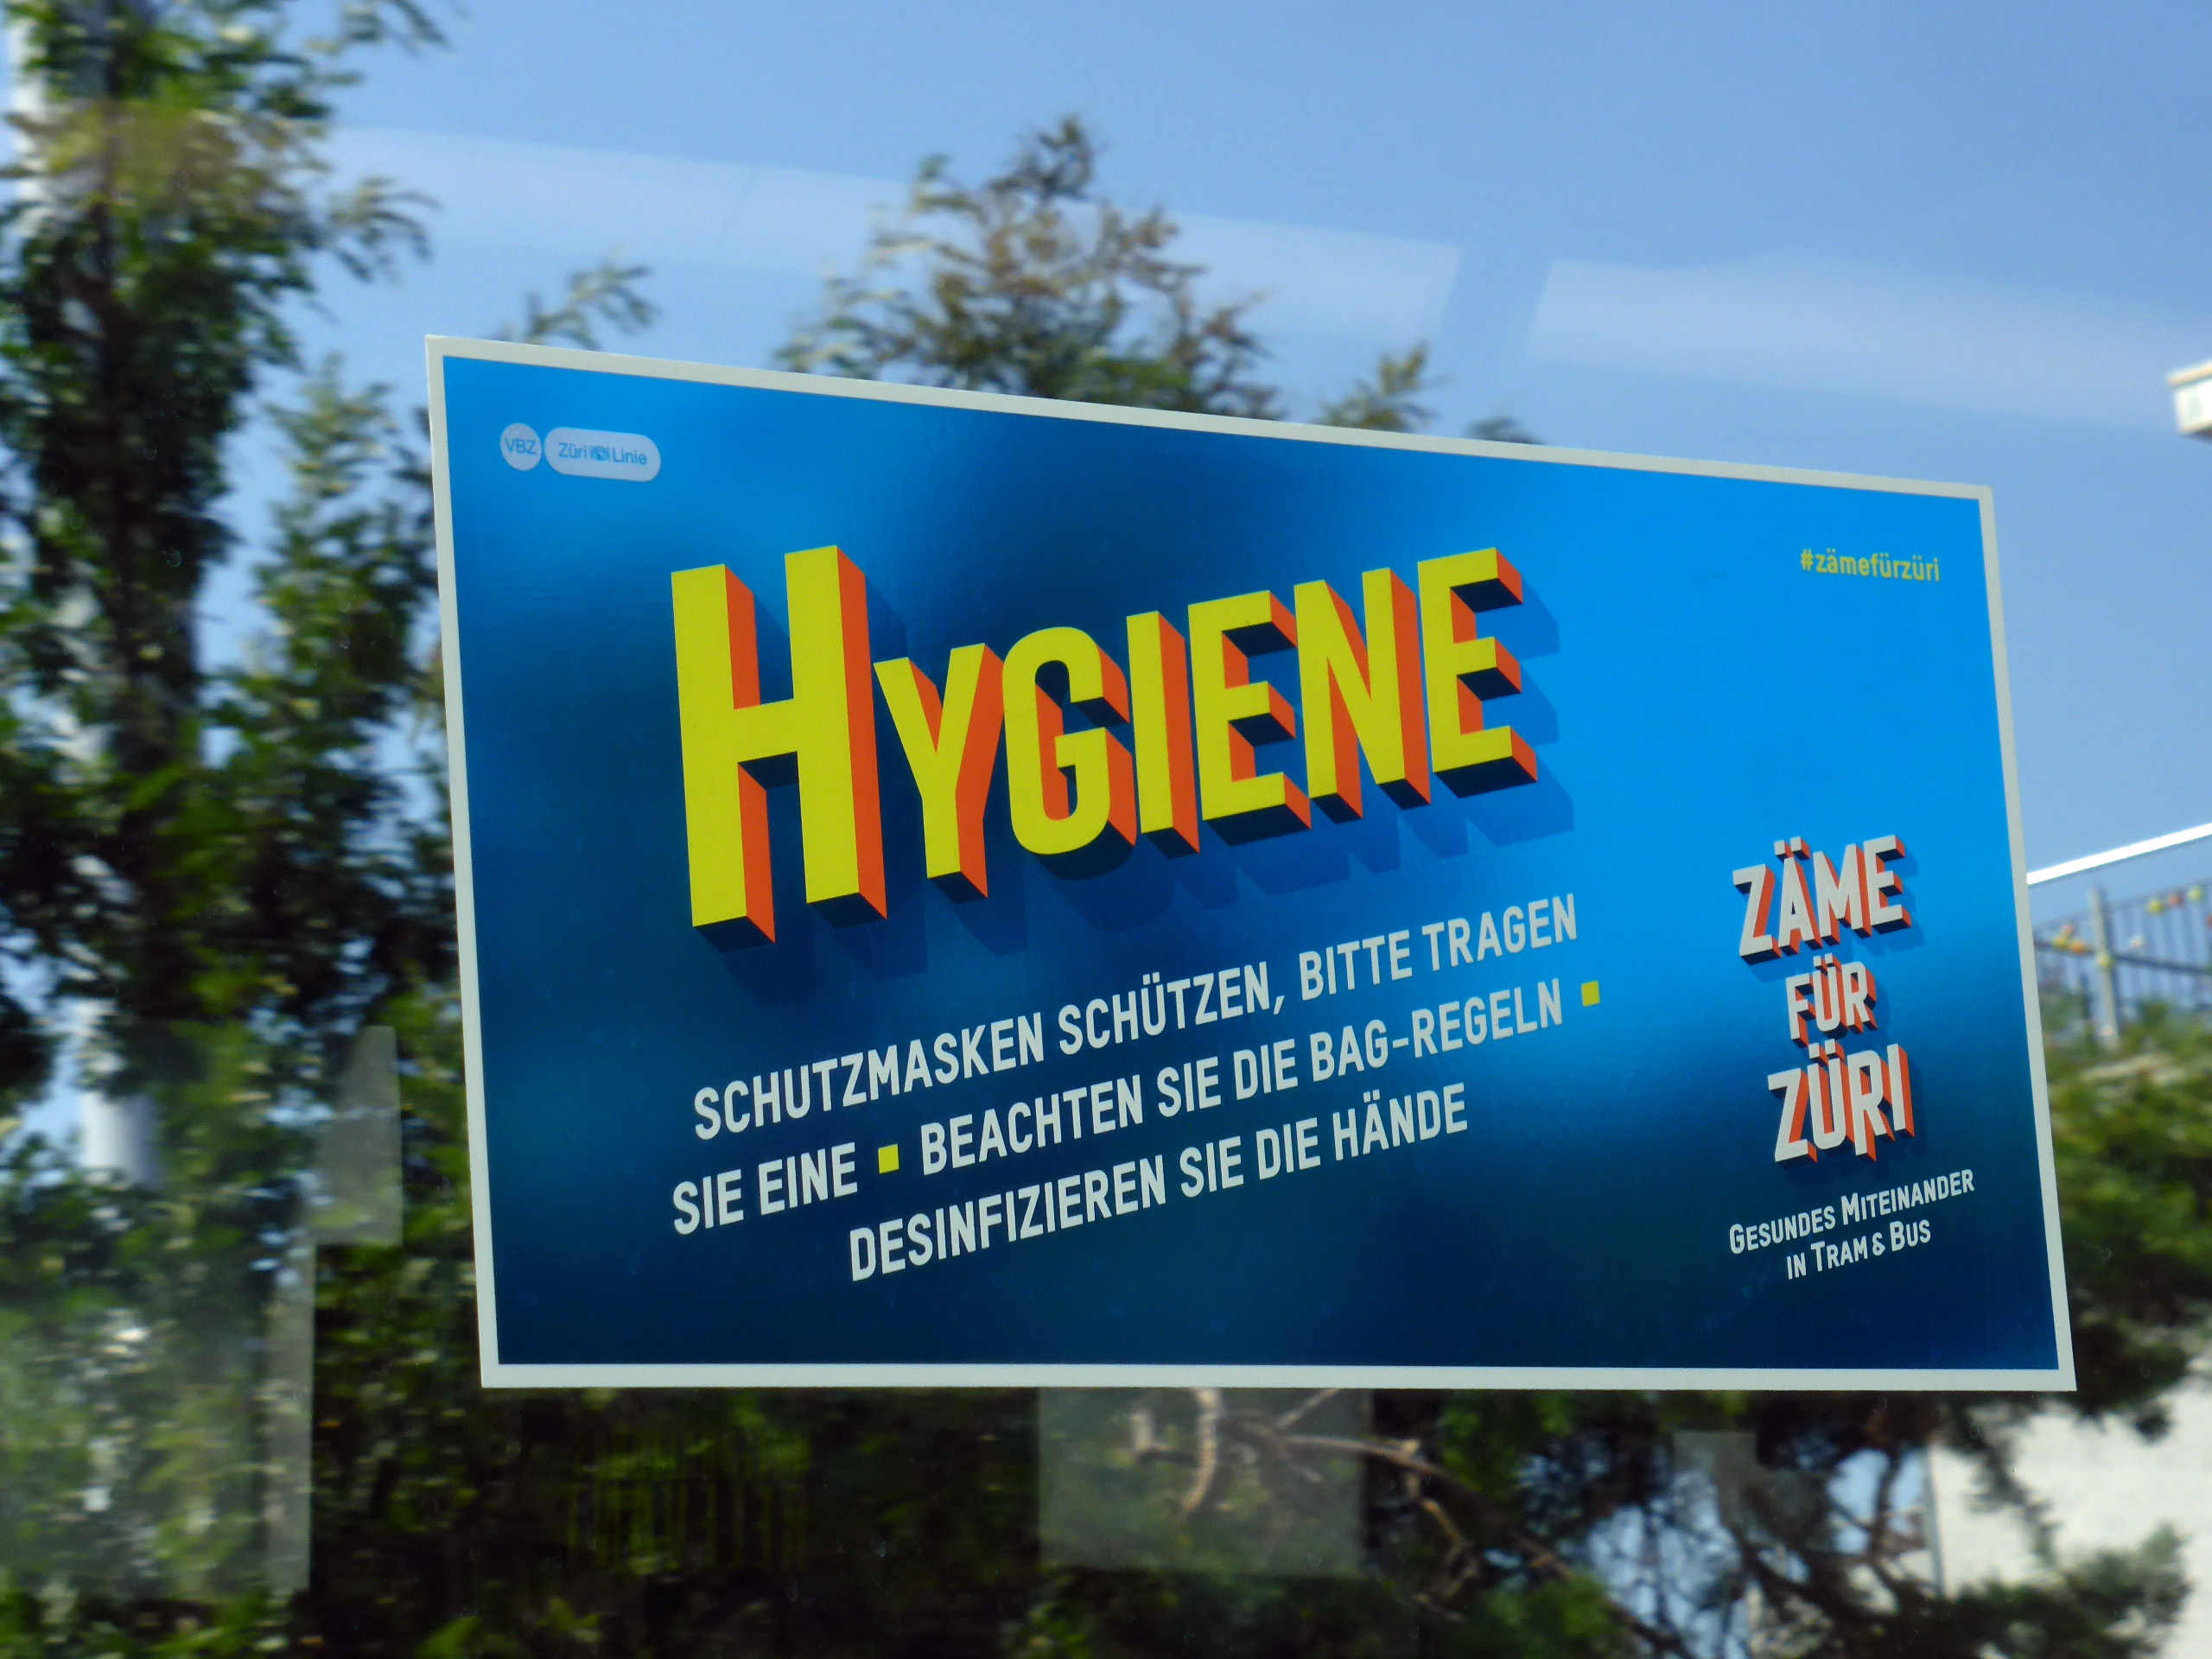 VBZ Züri Linie
#zämefürzüri
HYGIENE
SCHUTZMASKEN SCHÜTZEN, BITTE TRAGEN
SIE EINE ▪ BEACHTEN SIE DIE BAG-REGELN ▪
DESINFIZIEREN SIE DIE HÄNDE
ZÄME
FÜR
ZÜRI
GESUNDES MITEINANDER
IN TRAM & BUS